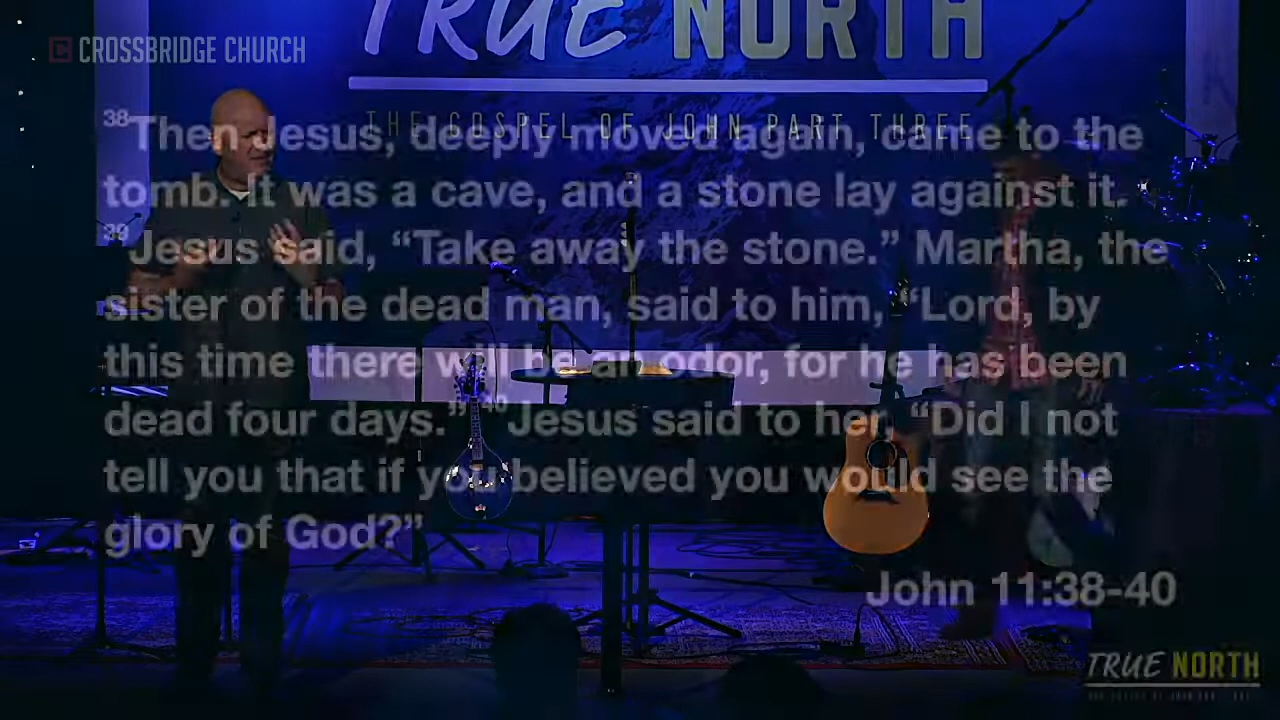 CROSSBRIDGE CHURCH
TRUE NORTH
THE GOSPEL OF JOHN PART THREE
38 Then Jesus, deeply moved again, came to the
tomb. It was a cave, and a stone lay against it.
39 Jesus said, “Take away the stone.” Martha, the
sister of the dead man, said to him, “Lord, by
this time there will be an odor, for he has been
dead four days.” 40 Jesus said to her, “Did I not
tell you that if you believed you would see the
glory of God?”
John 11:38-40
TRUE NORTH